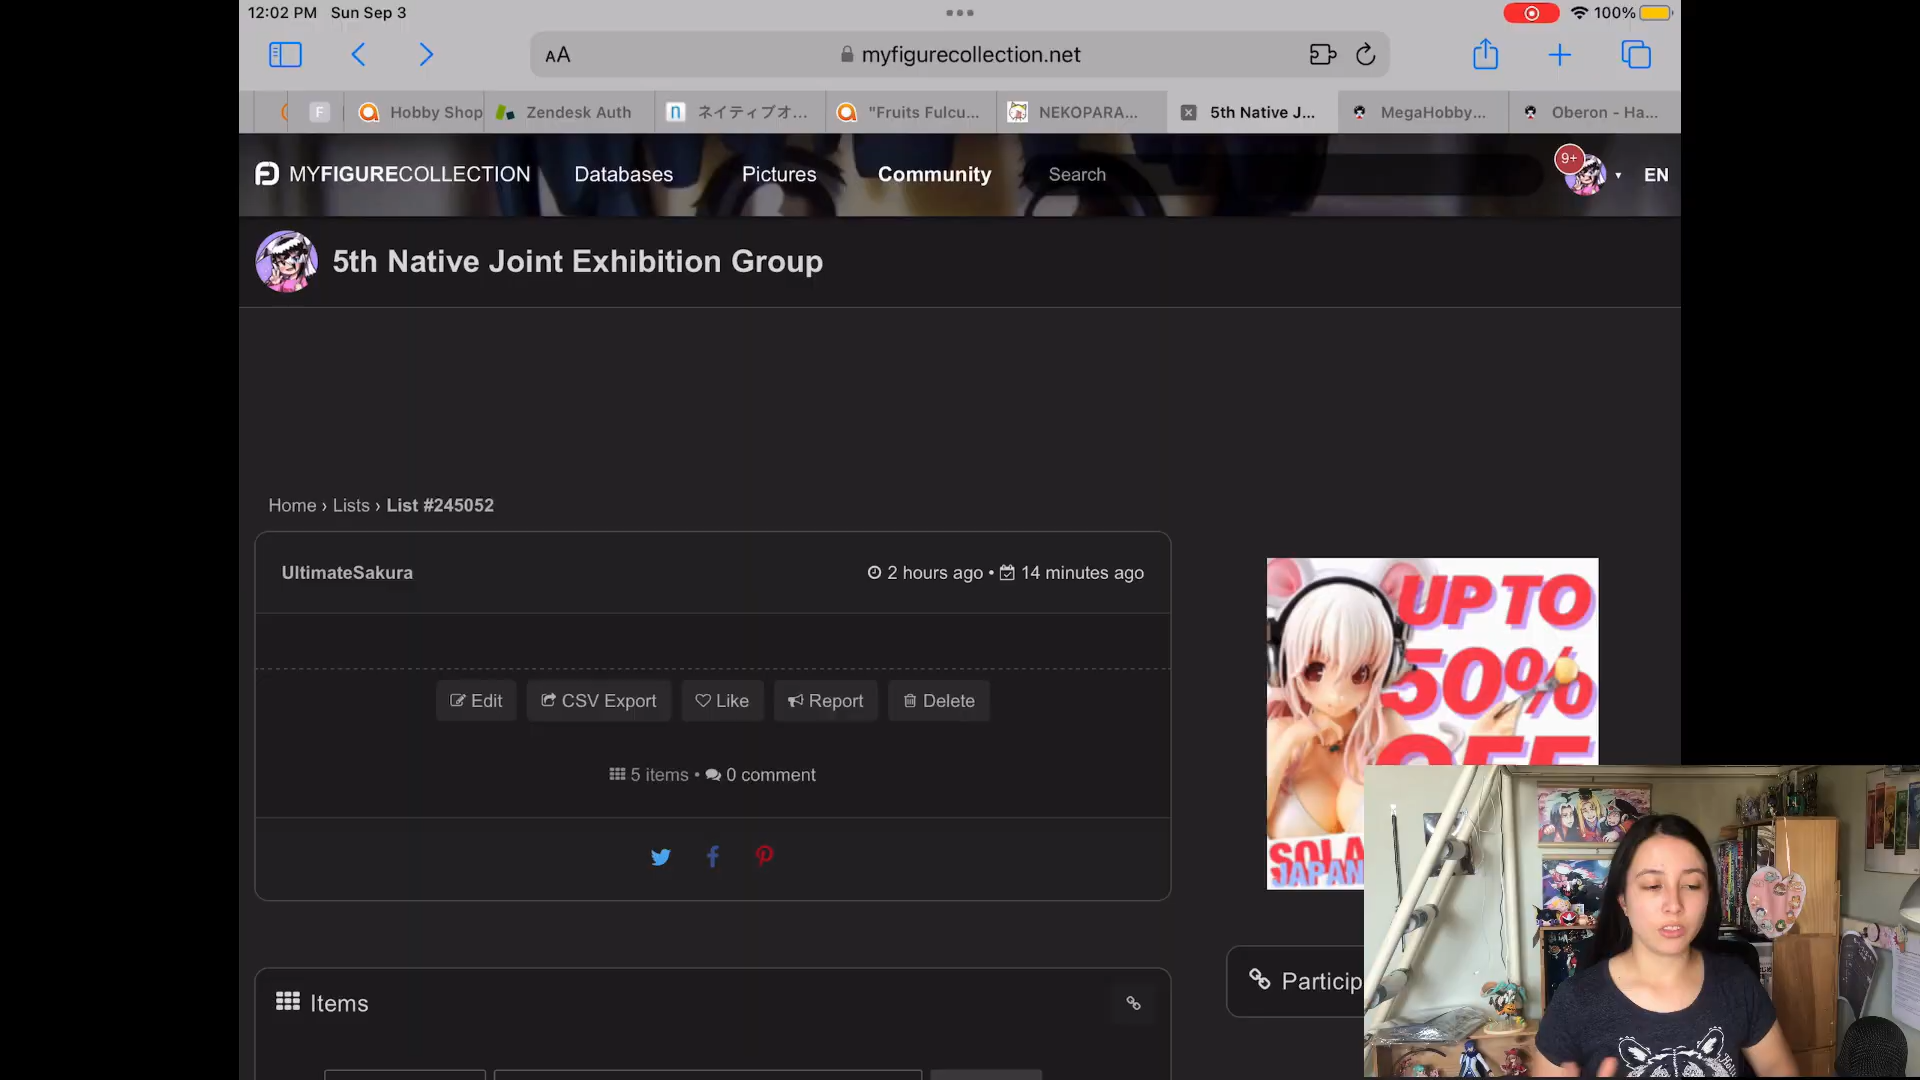 12:02 PM Sun Sep 3
100%
AA myfigurecollection.net
F
Hobby Shop
Zendesk Auth
n
ネイティブオ...
"Fruits Fulcu...
NEKOPARA...
5th Native J...
MegaHobby...
Oberon - Ha...
MYFIGURECOLLECTION Databases Pictures Community Search 9+ EN
5th Native Joint Exhibition Group
Home › Lists › List #245052
UltimateSakura
2 hours ago • 14 minutes ago
Edit CSV Export Like Report Delete
5 items • 0 comment
UP TO
50%
OFF
SOLA
JAPAN
Items
Particip